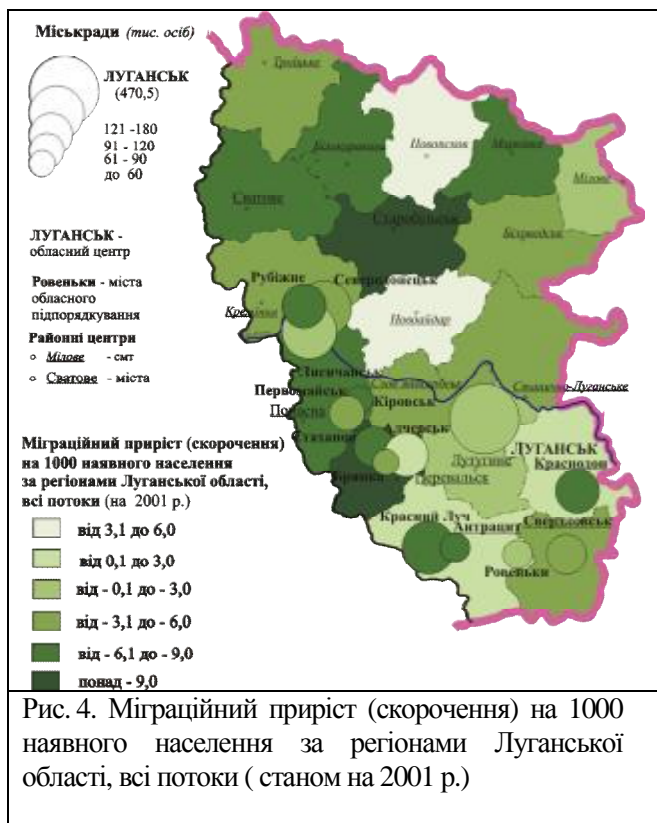 Міськради (тис. осіб)
ЛУГАНСЬК
(470,5)
121 -180
91 - 120
61 - 90
до 60
ЛУГАНСЬК -
обласний центр
Ровеньки - міста
обласного
підпорядкування
Районні центри
Мілове - смт
Сватове - міста
Міграційний приріст (скорочення)
на 1000 наявного населення
за регіонами Луганської області,
всі потоки (на 2001 р.)
від 3,1 до 6,0
від 0,1 до 3,0
від - 0,1 до - 3,0
від - 3,1 до - 6,0
від - 6,1 до - 9,0
понад - 9,0
Троїцьке
Білокуракине
Новопсков
Марківка
Мілове
Сватове
Старобільськ
Біловодськ
Рубіжне
Сєвєродонецьк
Кремінна
Новоайдар
Лисичанськ
Станично-Луганське
Первомайськ
Кіровськ
Попасна
Стаханов
Алчевськ
ЛУГАНСЬК
Лутугине
Краснодон
Брянка
Перевальськ
Красний Луч
Антрацит
Свердловськ
Ровеньки
Рис. 4. Міграційний приріст (скорочення) на 1000
наявного населення за регіонами Луганської
області, всі потоки ( станом на 2001 р.)